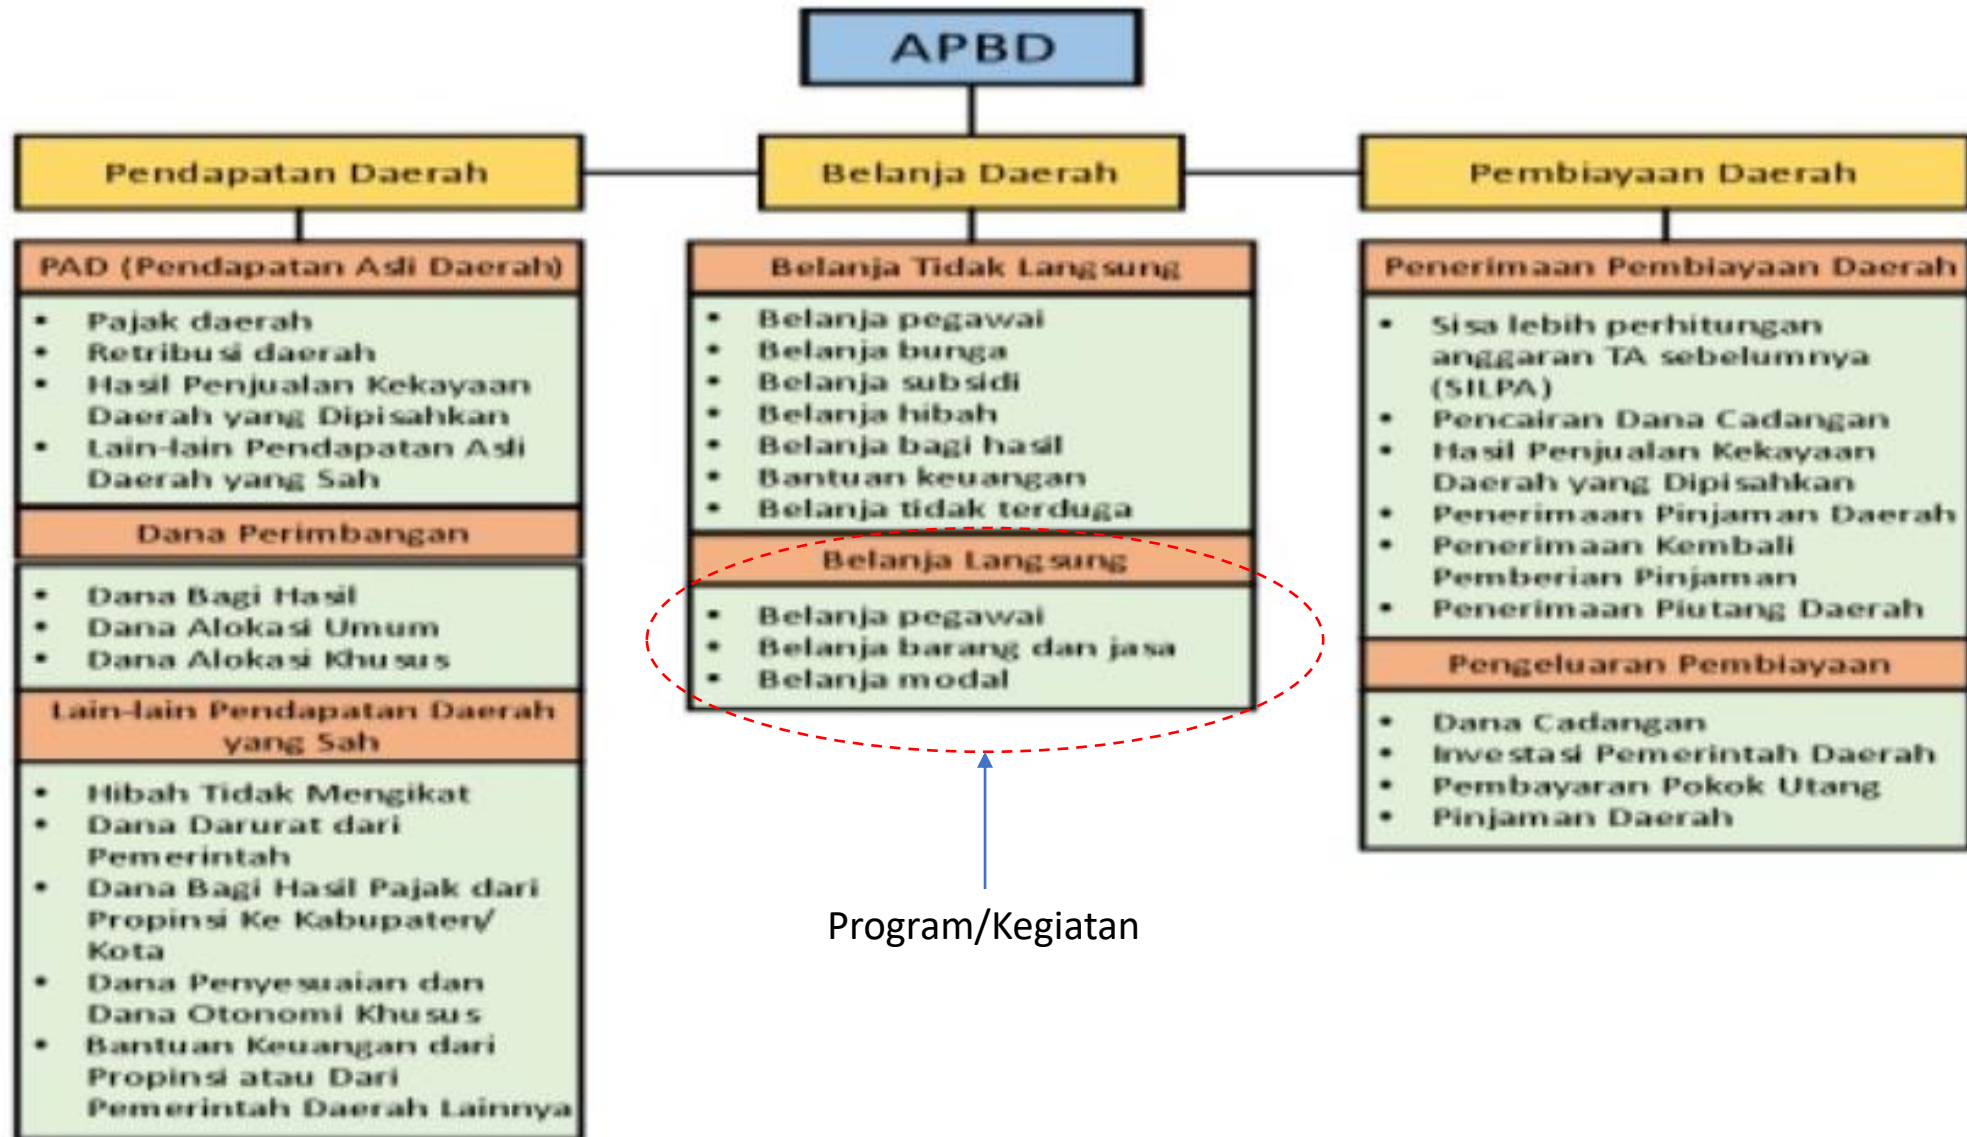 APBD
Pendapatan Daerah
Belanja Daerah
Pembiayaan Daerah
PAD (Pendapatan Asli Daerah)
• Pajak daerah
• Retribusi daerah
• Hasil Penjualan Kekayaan
Daerah yang Dipisahkan
• Lain-lain Pendapatan Asli
Daerah yang Sah
Dana Perimbangan
• Dana Bagi Hasil
• Dana Alokasi Umum
• Dana Alokasi Khusus
Lain-lain Pendapatan Daerah
yang Sah
• Hibah Tidak Mengikat
• Dana Darurat dari
Pemerintah
• Dana Bagi Hasil Pajak dari
Propinsi Ke Kabupaten/
Kota
• Dana Penyesuaian dan
Dana Otonomi Khusus
• Bantuan Keuangan dari
Propinsi atau Dari
Pemerintah Daerah Lainnya
Belanja Tidak Langsung
• Belanja pegawai
• Belanja bunga
• Belanja subsidi
• Belanja hibah
• Belanja bagi hasil
• Bantuan keuangan
• Belanja tidak terduga
Belanja Langsung
• Belanja pegawai
• Belanja barang dan jasa
• Belanja modal
Program/Kegiatan
Penerimaan Pembiayaan Daerah
• Sisa lebih perhitungan
anggaran TA sebelumnya
(SILPA)
• Pencairan Dana Cadangan
• Hasil Penjualan Kekayaan
Daerah yang Dipisahkan
• Penerimaan Pinjaman Daerah
• Penerimaan Kembali
Pemberian Pinjaman
• Penerimaan Piutang Daerah
Pengeluaran Pembiayaan
• Dana Cadangan
• Investasi Pemerintah Daerah
• Pembayaran Pokok Utang
• Pinjaman Daerah